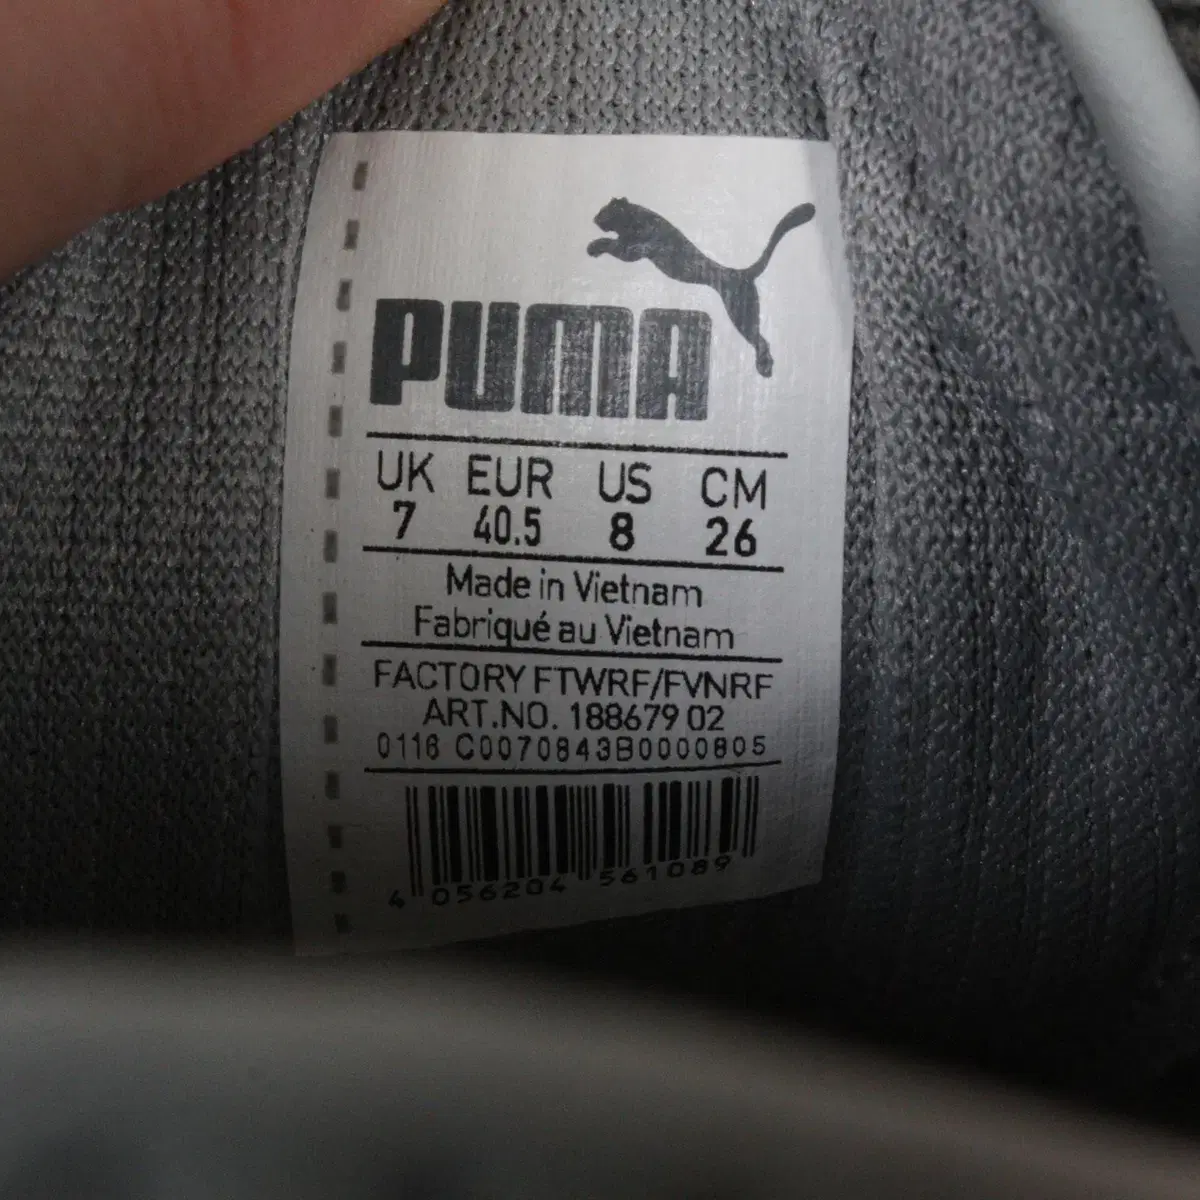 PUMA
UK EUR US CM
7 40.5 8 26
Made in Vietnam
Fabriqué au Vietnam
FACTORY FTWRF/FVNRF
ART.NO. 188679 02
0116 C0070843B0000805
4 056204 561089